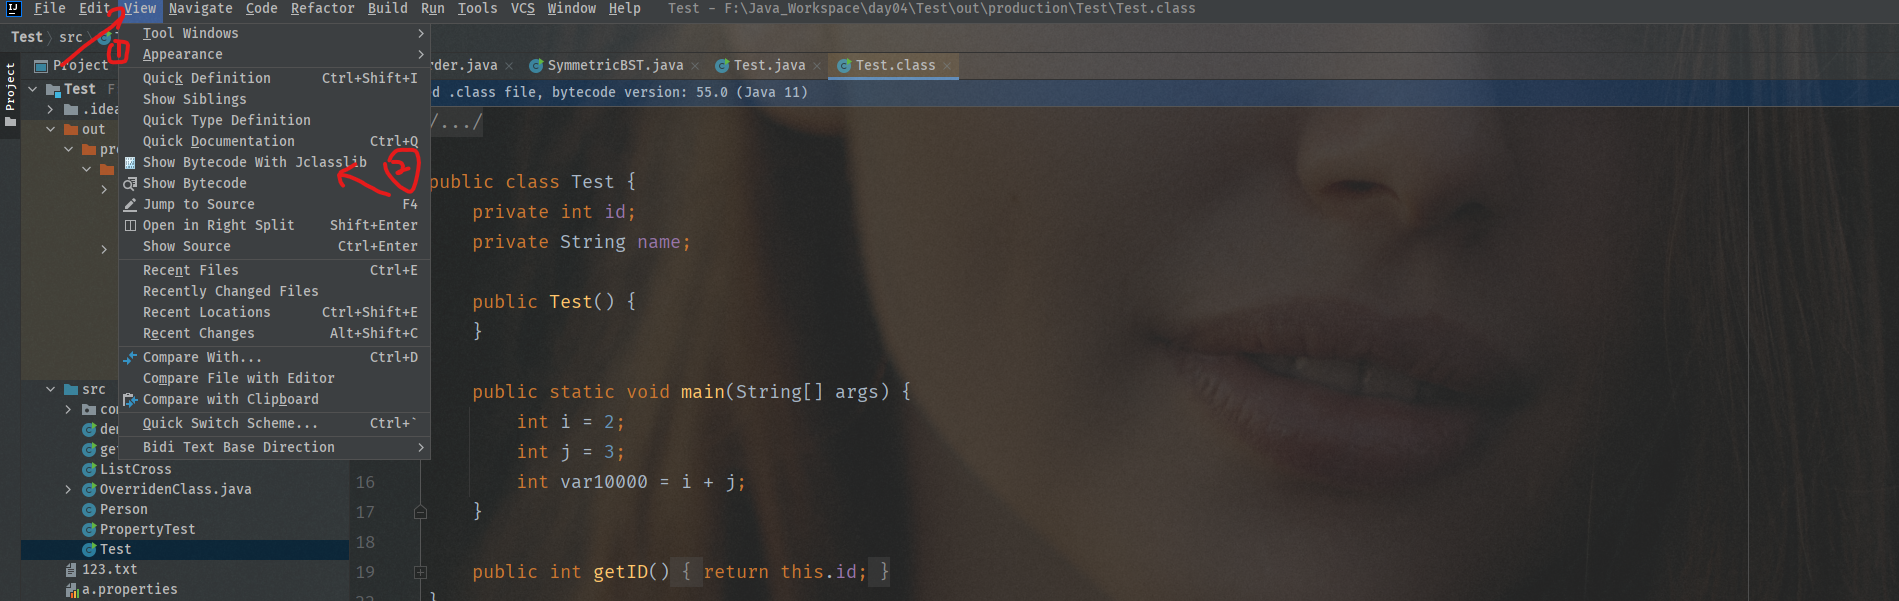 File Edit View Navigate Code Refactor Build Run Tools VCS Window Help Test - F:\Java_Workspace\day04\Test\out\production\Test\Test.class
Test src
Project
Project
Test F
.idea
out
pro
src
con
der
get
ListCross
OverridenClass.java
Person
PropertyTest
Test
123.txt
a.properties
①
Tool Windows
Appearance
Quick Definition Ctrl+Shift+I
Show Siblings
Quick Type Definition
Quick Documentation Ctrl+Q
Show Bytecode With Jclasslib
②
Show Bytecode
Jump to Source F4
Open in Right Split Shift+Enter
Show Source Ctrl+Enter
Recent Files Ctrl+E
Recently Changed Files
Recent Locations Ctrl+Shift+E
Recent Changes Alt+Shift+C
Compare With... Ctrl+D
Compare File with Editor
Compare with Clipboard
Quick Switch Scheme... Ctrl+`
Bidi Text Base Direction
rder.java SymmetricBST.java Test.java Test.class
d .class file, bytecode version: 55.0 (Java 11)
/.../
public class Test {
private int id;
private String name;
public Test() {
}
public static void main(String[] args) {
int i = 2;
int j = 3;
16 int var10000 = i + j;
17 }
18
19 public int getID() { return this.id; }
}